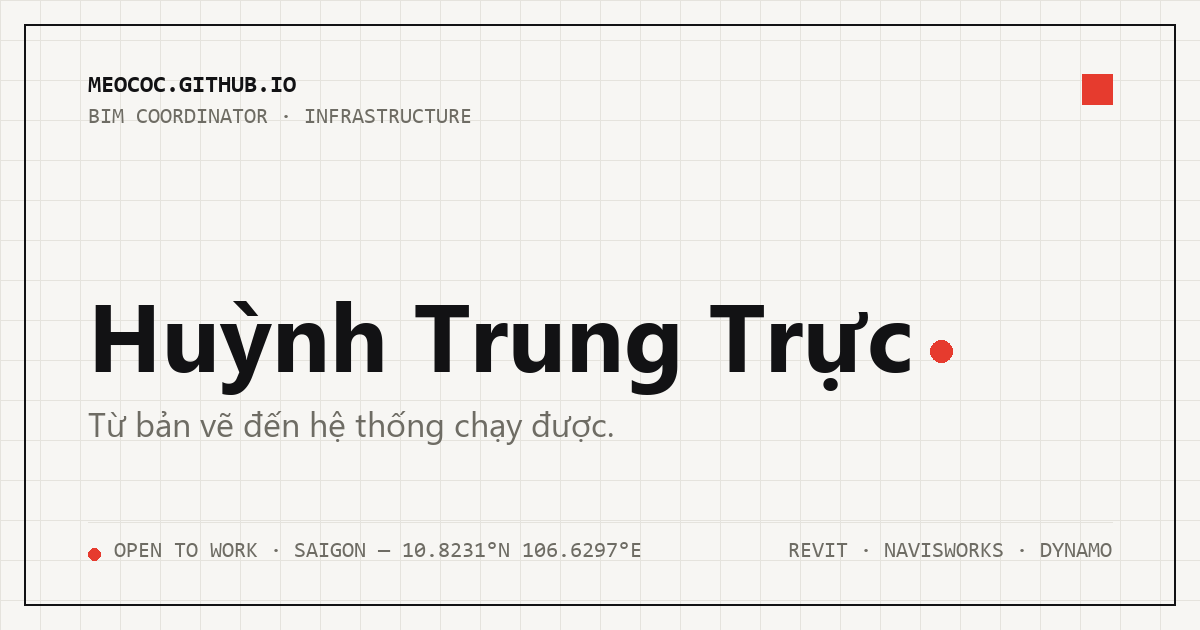 MEOCOC.GITHUB.IO
BIM COORDINATOR · INFRASTRUCTURE
Huỳnh Trung Trực
Từ bản vẽ đến hệ thống chạy được.
OPEN TO WORK · SAIGON — 10.8231°N 106.6297°E
REVIT · NAVISWORKS · DYNAMO